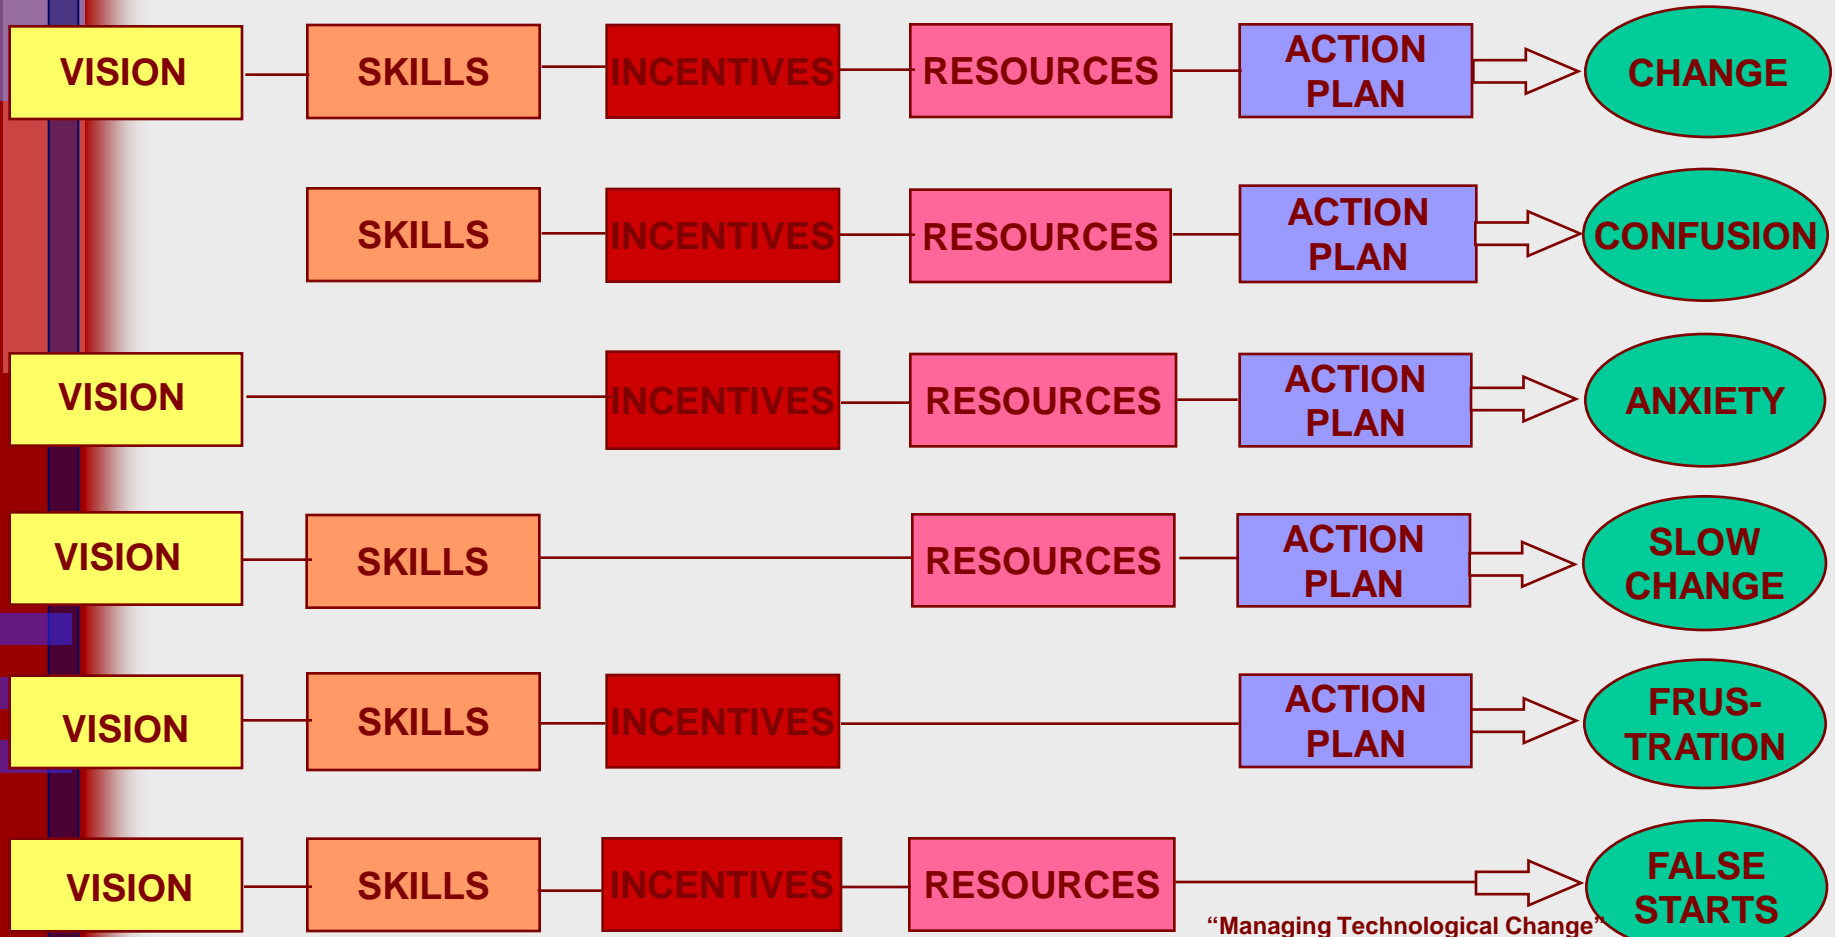 VISION SKILLS INCENTIVES RESOURCES ACTION PLAN CHANGE
SKILLS INCENTIVES RESOURCES ACTION PLAN CONFUSION
VISION INCENTIVES RESOURCES ACTION PLAN ANXIETY
VISION SKILLS RESOURCES ACTION PLAN SLOW CHANGE
VISION SKILLS INCENTIVES ACTION PLAN FRUS-TRATION
VISION SKILLS INCENTIVES RESOURCES FALSE STARTS
“Managing Technological Change”